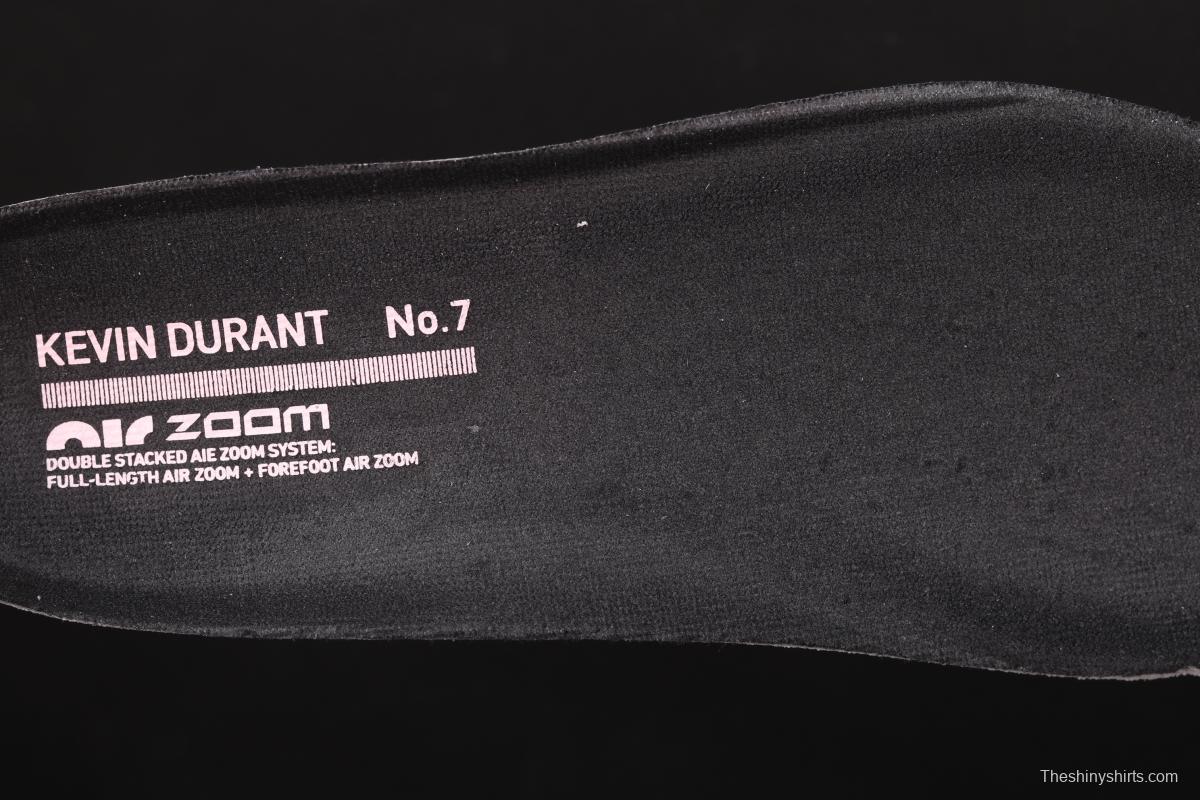 KEVIN DURANT No.7
air zoom
DOUBLE STACKED AIE ZOOM SYSTEM:
FULL-LENGTH AIR ZOOM + FOREFOOT AIR ZOOM
Theshinyshirts.com